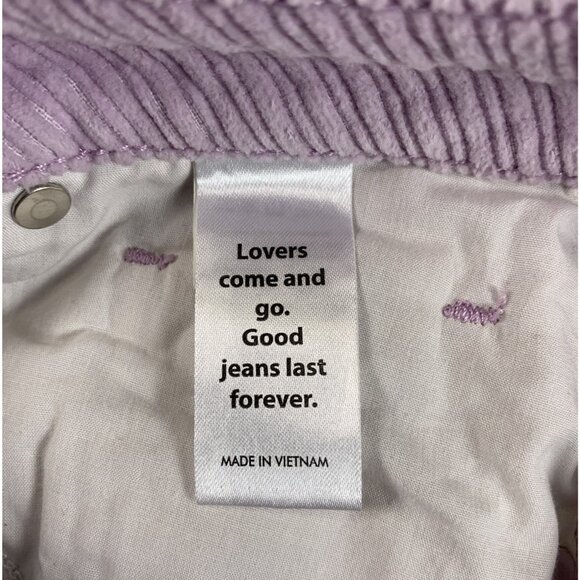 Lovers
come and
go.
Good
jeans last
forever.
MADE IN VIETNAM